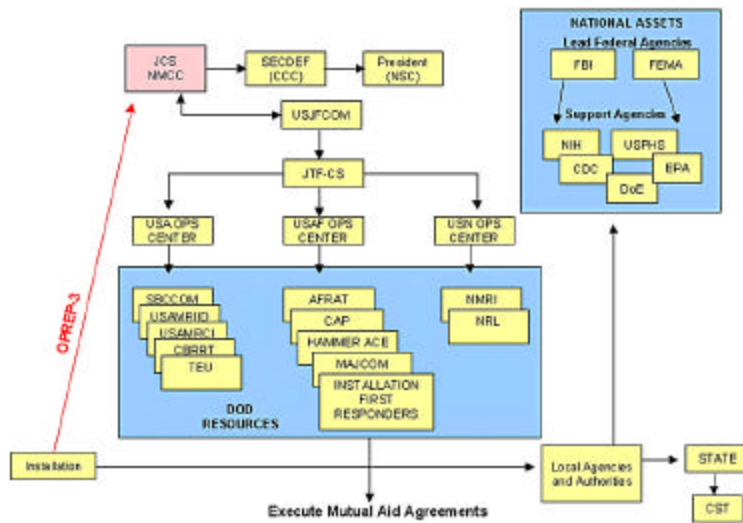 NATIONAL ASSETS
Lead Federal Agencies
FBI
FEMA
Support Agencies
NIH
USPHS
CDC
EPA
DoE
JCS
NMCC
SECDEF
(CCC)
President
(NSC)
USJFCOM
JTF-CS
USA OPS
CENTER
USAF OPS
CENTER
USN OPS
CENTER
OPREP-3
SBCCOM
USAMRIID
USAMRCI
CBRRT
TEU
AFRAT
CAP
HAMMER ACE
MAJCOM
INSTALLATION
FIRST
RESPONDERS
NMRI
NRL
DOD
RESOURCES
Installation
Local Agencies
and Authorities
STATE
CST
Execute Mutual Aid Agreements